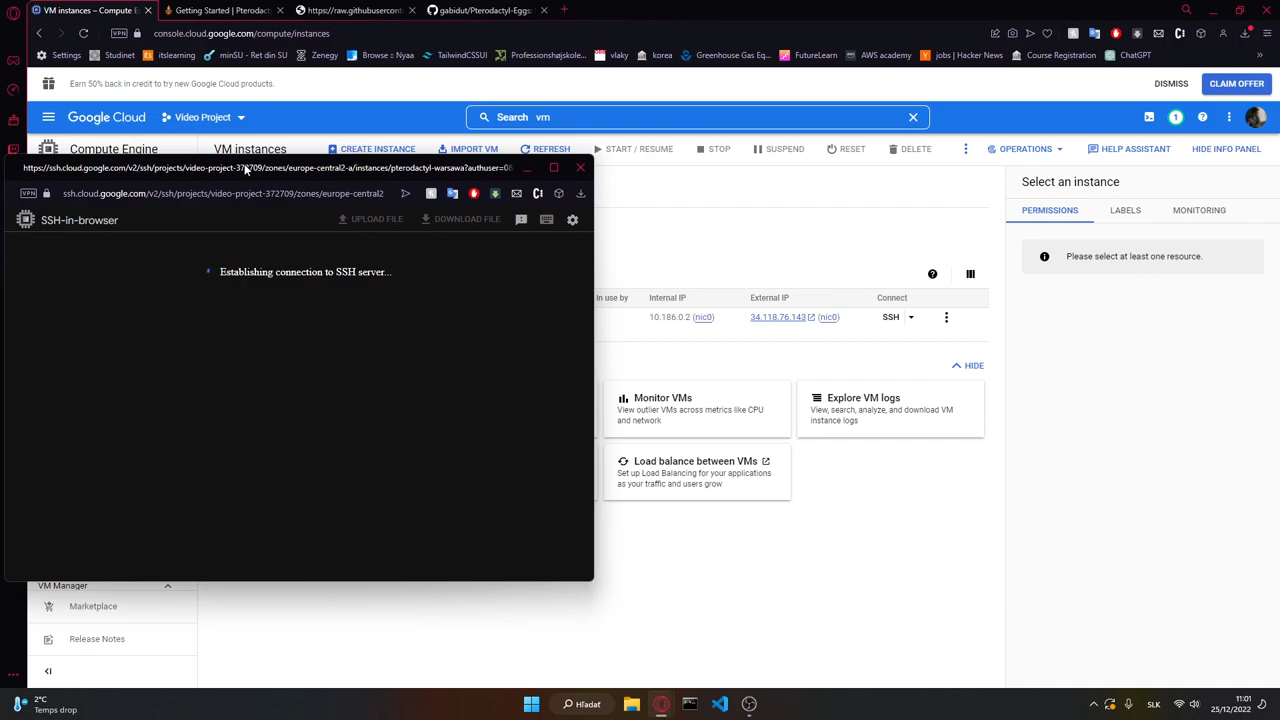 VM instances – Compute E
Getting Started | Pterodact
https://raw.githubusercont
gabidut/Pterodactyl-Eggs:
VPN
console.cloud.google.com/compute/instances
Settings
Studinet
itslearning
minSU - Ret din SU
Zenegy
Browse :: Nyaa
TailwindCSSUI
Professionshøjskole...
vlaky
korea
Greenhouse Gas Eq...
FutureLearn
AWS academy
jobs | Hacker News
Course Registration
ChatGPT
Earn 50% back in credit to try new Google Cloud products.
DISMISS
CLAIM OFFER
Google Cloud
Video Project
Search vm
1
Compute Engine
VM instances
CREATE INSTANCE
IMPORT VM
REFRESH
START / RESUME
STOP
SUSPEND
RESET
DELETE
OPERATIONS
HELP ASSISTANT
HIDE INFO PANEL
https://ssh.cloud.google.com/v2/ssh/projects/video-project-372709/zones/europe-central2-a/instances/pterodactyl-warsawa?authuser=0&
VPN
ssh.cloud.google.com/v2/ssh/projects/video-project-372709/zones/europe-central2
SSH-in-browser
UPLOAD FILE
DOWNLOAD FILE
Establishing connection to SSH server...
Select an instance
PERMISSIONS
LABELS
MONITORING
Please select at least one resource.
In use by
Internal IP
External IP
Connect
10.186.0.2 (nic0)
34.118.76.143 (nic0)
SSH
HIDE
Monitor VMs
View outlier VMs across metrics like CPU
and network
Explore VM logs
View, search, analyze, and download VM
instance logs
Load balance between VMs
Set up Load Balancing for your applications
as your traffic and users grow
VM Manager
Marketplace
Release Notes
2°C
Temps drop
Hľadať
SLK
11:01
25/12/2022